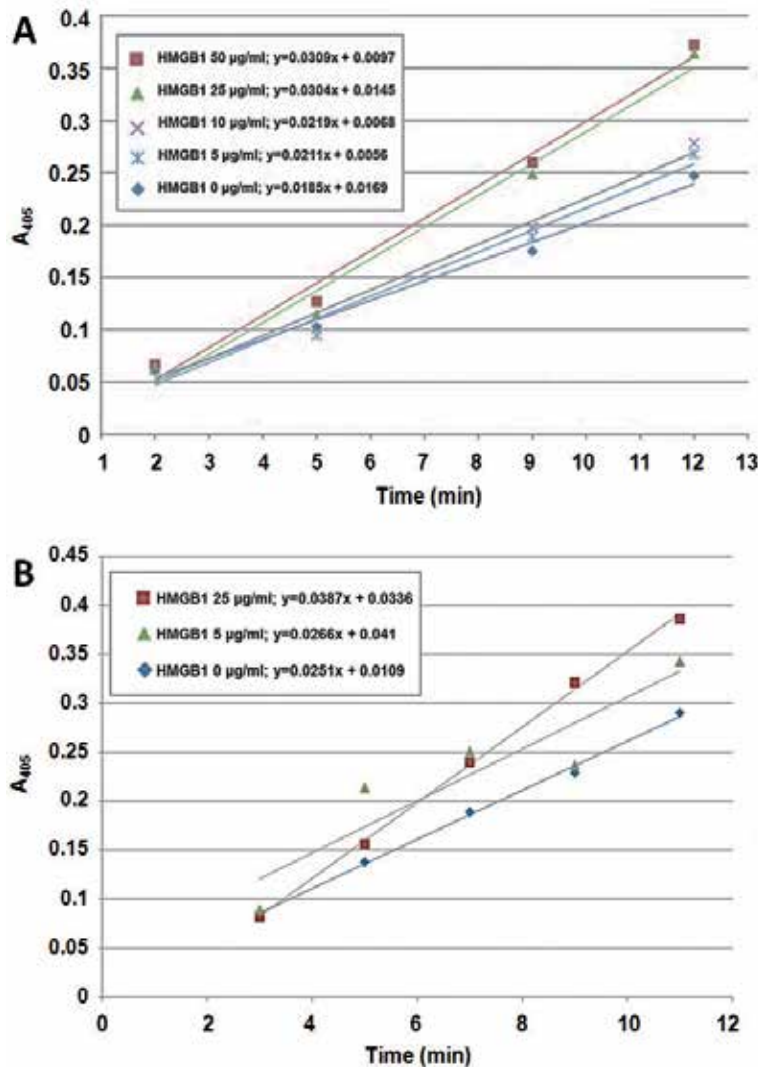 A
0.4
0.35
0.3
0.25
0.2
0.15
0.1
0.05
0
A405
HMGB1 50 µg/ml; y=0.0309x + 0.0097
HMGB1 25 µg/ml; y=0.0304x + 0.0145
HMGB1 10 µg/ml; y=0.0219x + 0.0068
HMGB1 5 µg/ml; y=0.0211x + 0.0056
HMGB1 0 µg/ml; y=0.0185x + 0.0169
1 2 3 4 5 6 7 8 9 10 11 12 13
Time (min)
B
0.45
0.4
0.35
0.3
0.25
0.2
0.15
0.1
0.05
0
A405
HMGB1 25 µg/ml; y=0.0387x + 0.0336
HMGB1 5 µg/ml; y=0.0266x + 0.041
HMGB1 0 µg/ml; y=0.0251x + 0.0109
0 2 4 6 8 10 12
Time (min)